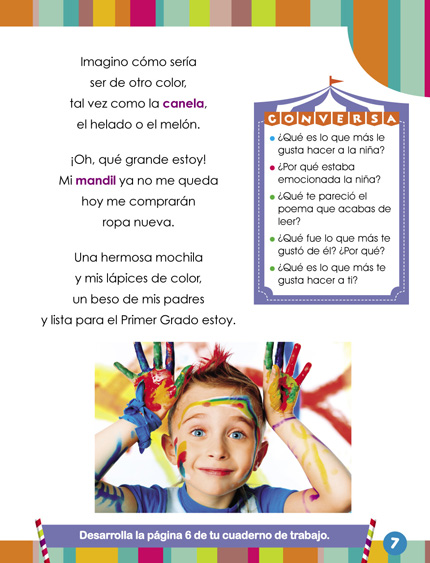 Imagino cómo sería
ser de otro color,
tal vez como la canela,
el helado o el melón.
¡Oh, qué grande estoy!
Mi mandil ya no me queda
hoy me comprarán
ropa nueva.
Una hermosa mochila
y mis lápices de color,
un beso de mis padres
y lista para el Primer Grado estoy.
CONVERSA
¿Qué es lo que más le
gusta hacer a la niña?
¿Por qué estaba
emocionada la niña?
¿Qué te pareció el
poema que acabas de
leer?
¿Qué fue lo que más te
gustó de él? ¿Por qué?
¿Qué es lo que más te
gusta hacer a ti?
Desarrolla la página 6 de tu cuaderno de trabajo.
7